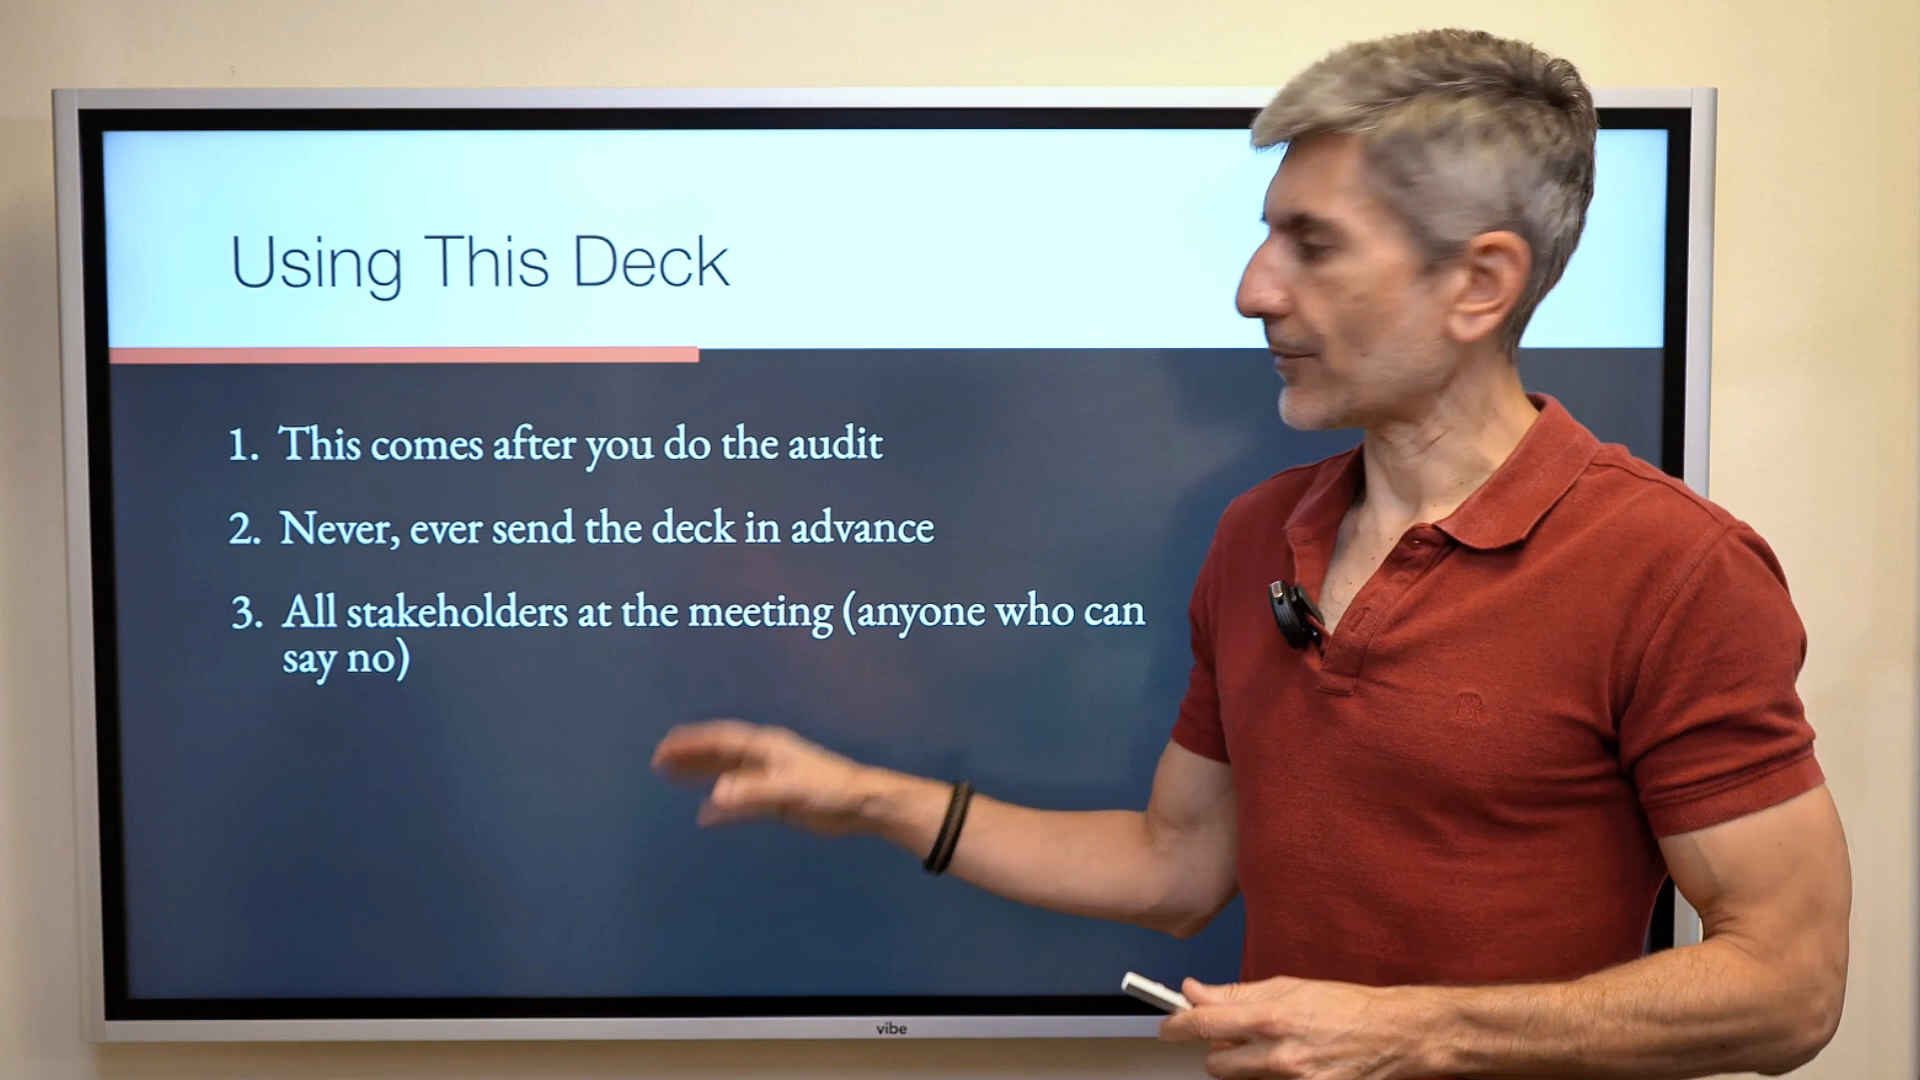 Using This Deck
1. This comes after you do the audit
2. Never, ever send the deck in advance
3. All stakeholders at the meeting (anyone who can
say no)
vibe